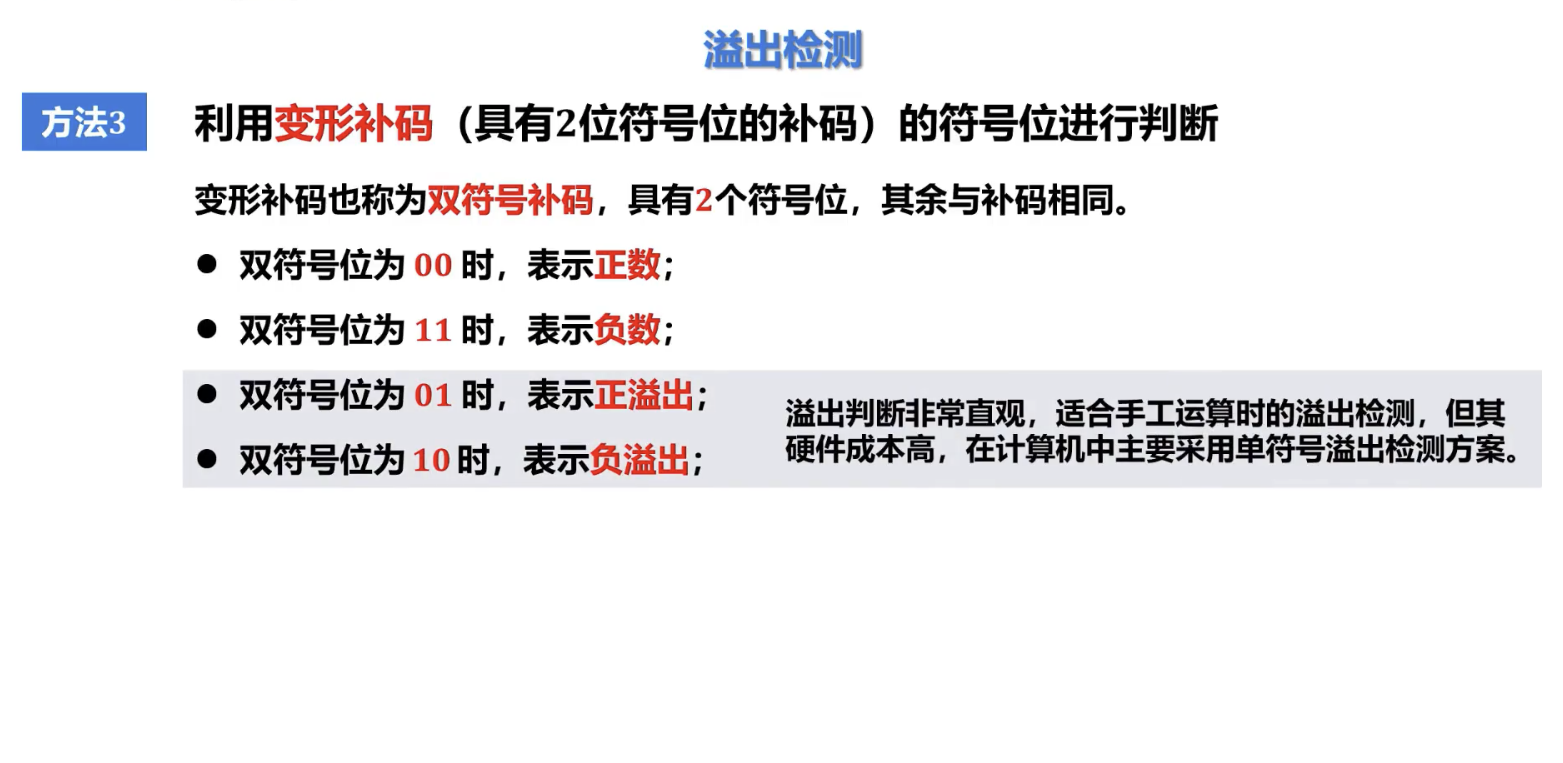 溢出检测
方法3
利用变形补码（具有2位符号位的补码）的符号位进行判断
变形补码也称为双符号补码，具有2个符号位，其余与补码相同。
● 双符号位为 00 时，表示正数；
● 双符号位为 11 时，表示负数；
● 双符号位为 01 时，表示正溢出；
● 双符号位为 10 时，表示负溢出；
溢出判断非常直观，适合手工运算时的溢出检测，但其
硬件成本高，在计算机中主要采用单符号溢出检测方案。